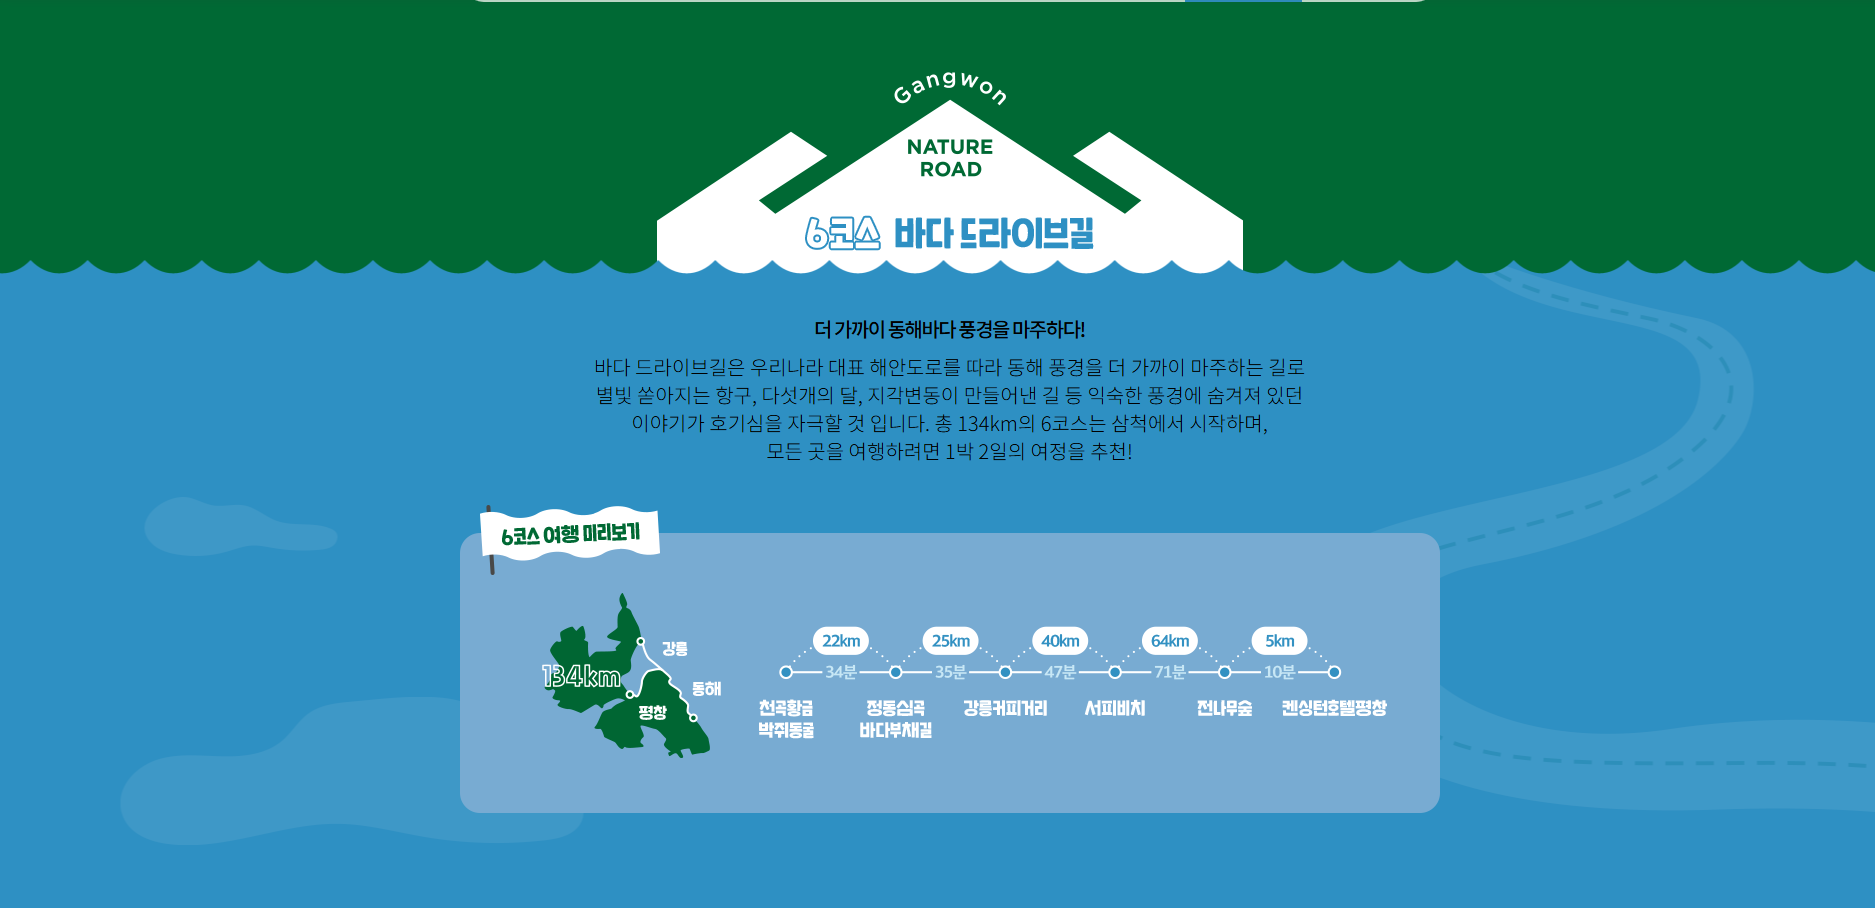 Gangwon
NATURE
ROAD
6코스 바다 드라이브길
더 가까이 동해바다 풍경을 마주하다!
바다 드라이브길은 우리나라 대표 해안도로를 따라 동해 풍경을 더 가까이 마주하는 길로
별빛 쏟아지는 항구, 다섯개의 달, 지각변동이 만들어낸 길 등 익숙한 풍경에 숨겨져 있던
이야기가 호기심을 자극할 것 입니다. 총 134km의 6코스는 삼척에서 시작하며,
모든 곳을 여행하려면 1박 2일의 여정을 추천!
6코스 여행 미리보기
강릉
134km
동해
평창
22km 25km 40km 64km 5km
34분 35분 47분 71분 10분
천곡황금 정동심곡 강릉커피거리 서피비치 전나무숲 켄싱턴호텔평창
박쥐동굴 바다부채길